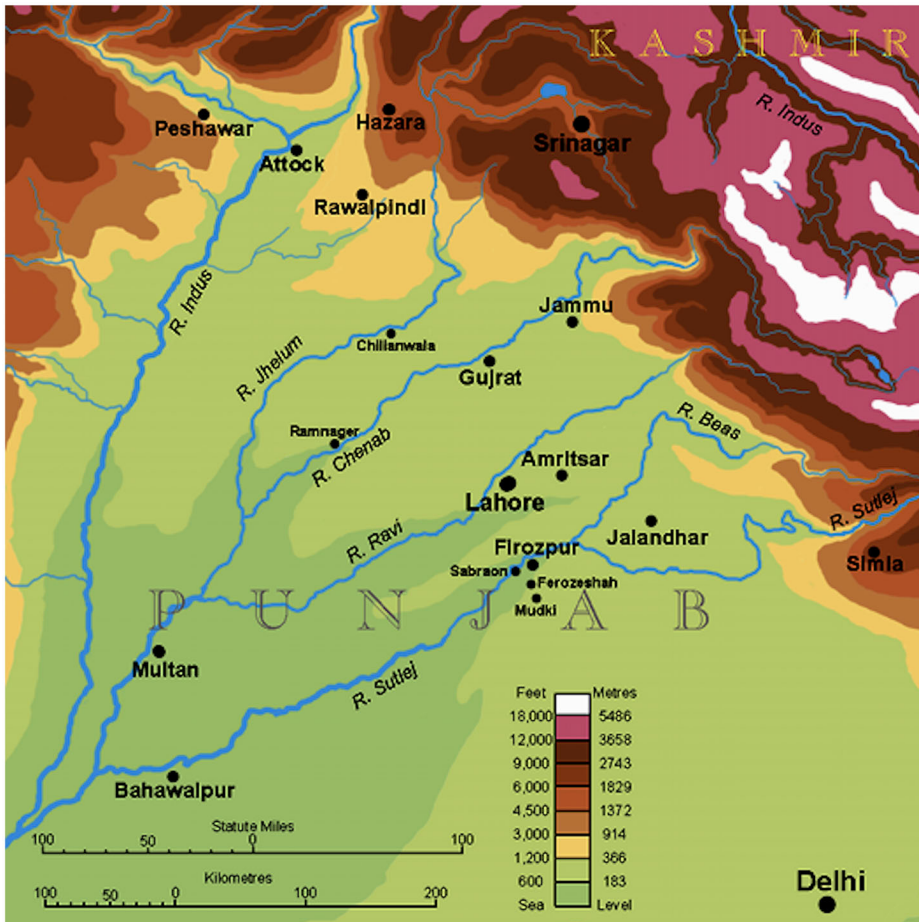 KASHMIR
R. Indus
Peshawar
Hazara
Srinagar
Attock
Rawalpindi
R. Indus
Jammu
Chillanwala
R. Jhelum
Gujrat
R. Beas
Ramnager
R. Chenab
Amritsar
Lahore
R. Sutlej
R. Ravi
Jalandhar
Firozpur
Simla
Sabraon
Ferozeshah
Mudki
PUNJAB
Multan
R. Sutlej
Bahawalpur
Feet Metres
18,000 5486
12,000 3658
9,000 2743
6,000 1829
4,500 1372
3,000 914
1,200 366
600 183
Sea Level
Statute Miles
100 50 0 100
Kilometres
100 50 0 100 200
Delhi